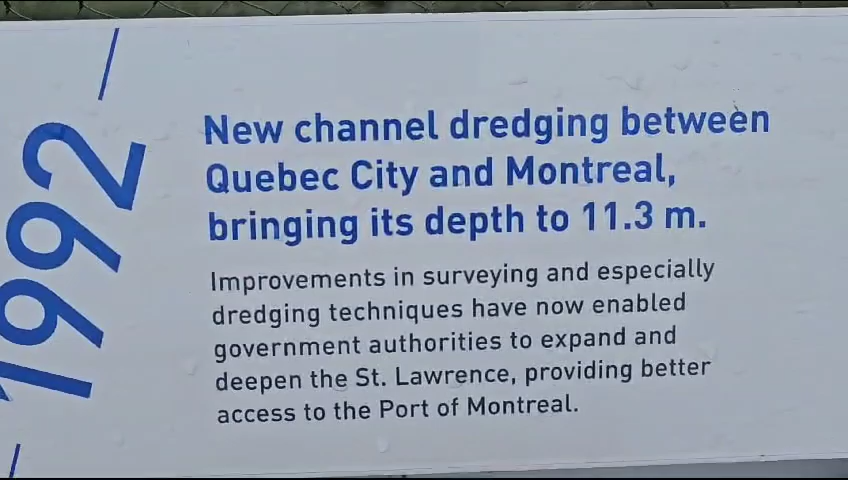 1992
New channel dredging between
Quebec City and Montreal,
bringing its depth to 11.3 m.
Improvements in surveying and especially
dredging techniques have now enabled
government authorities to expand and
deepen the St. Lawrence, providing better
access to the Port of Montreal.